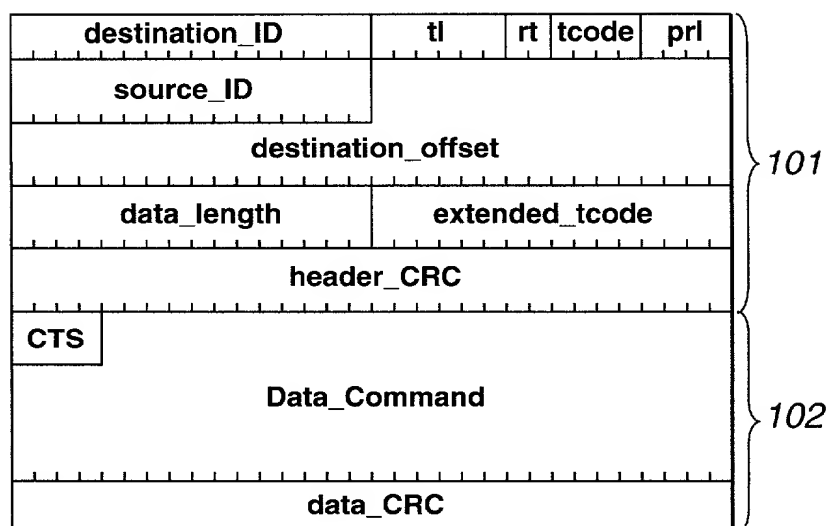 destination_ID tl rt tcode prl
source_ID
destination_offset
101
data_length extended_tcode
header_CRC
CTS
Data_Command
102
data_CRC